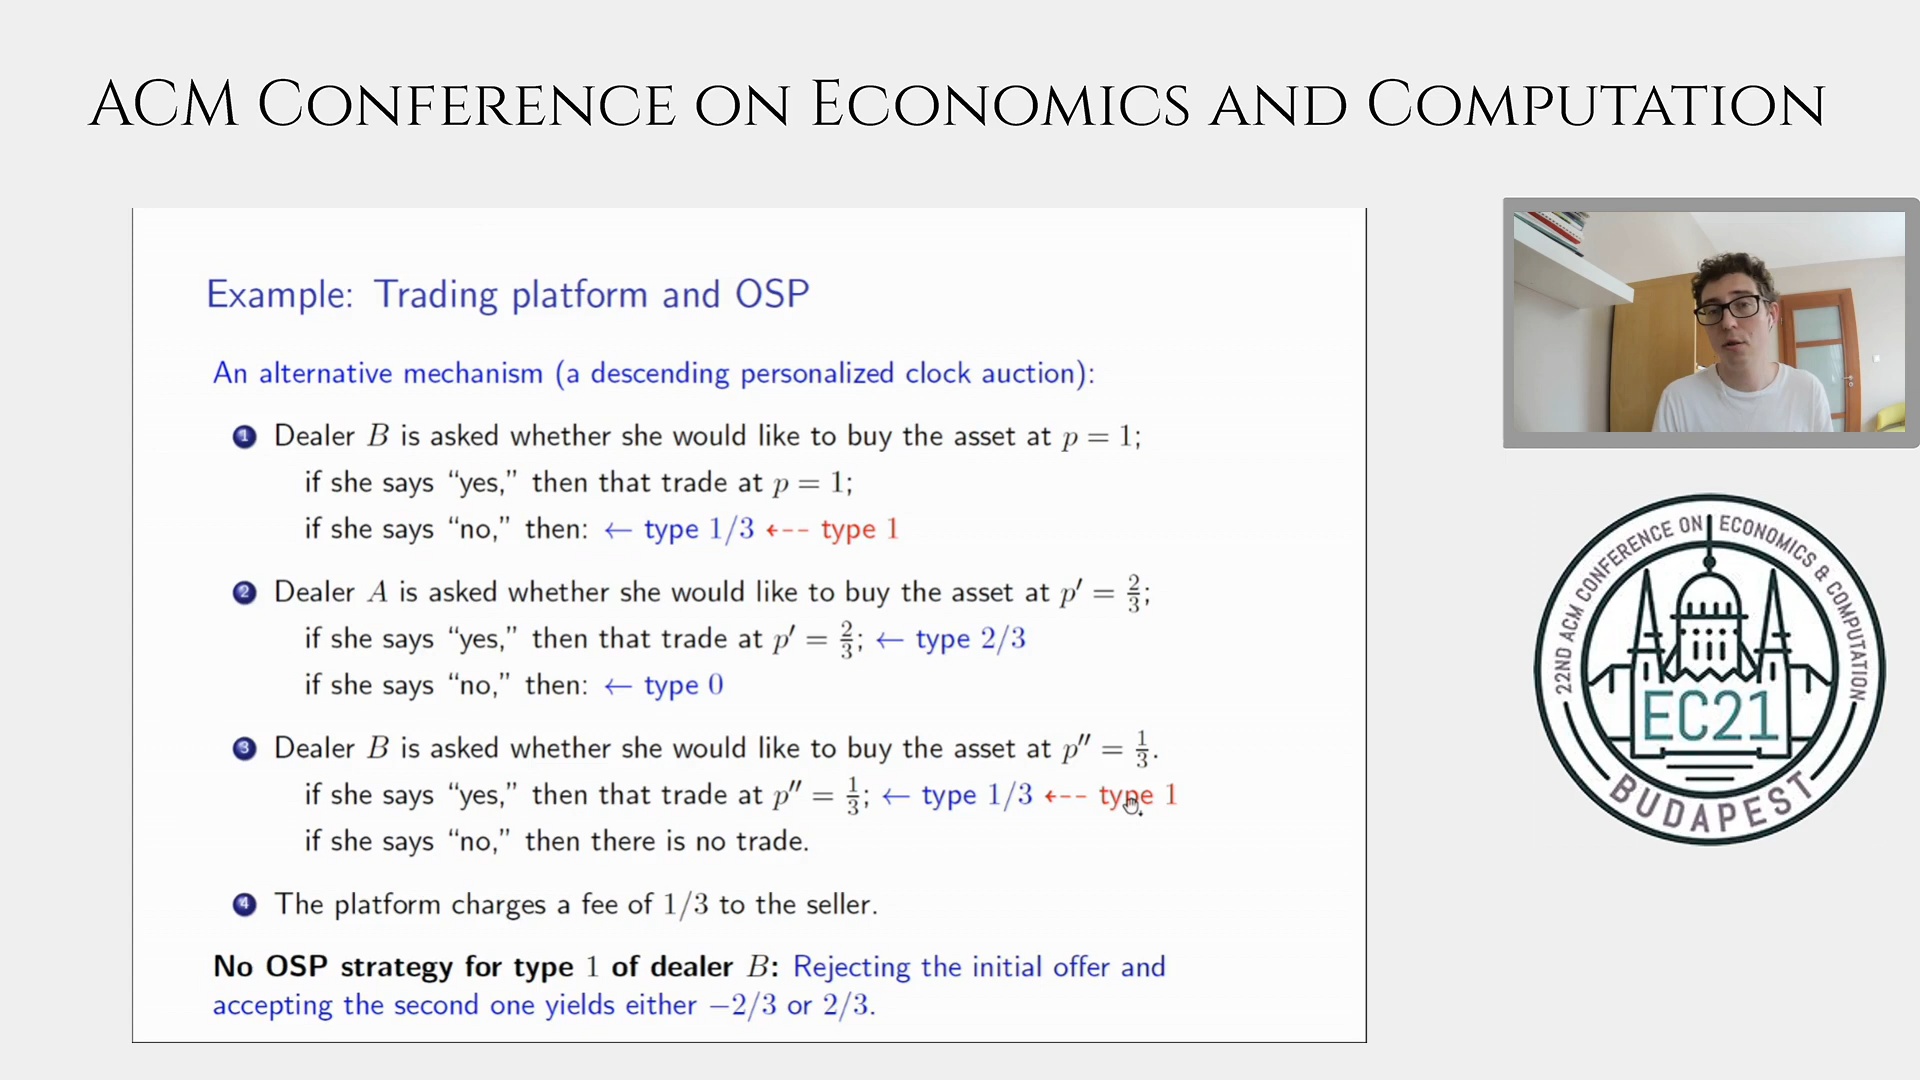 ACM CONFERENCE ON ECONOMICS AND COMPUTATION
Example: Trading platform and OSP
An alternative mechanism (a descending personalized clock auction):
1 Dealer B is asked whether she would like to buy the asset at p = 1;
if she says “yes,” then that trade at p = 1;
if she says “no,” then: ← type 1/3 ←-- type 1
2 Dealer A is asked whether she would like to buy the asset at p′ = 2/3;
if she says “yes,” then that trade at p′ = 2/3; ← type 2/3
if she says “no,” then: ← type 0
3 Dealer B is asked whether she would like to buy the asset at p″ = 1/3.
if she says “yes,” then that trade at p″ = 1/3; ← type 1/3 ←-- type 1
if she says “no,” then there is no trade.
4 The platform charges a fee of 1/3 to the seller.
No OSP strategy for type 1 of dealer B: Rejecting the initial offer and
accepting the second one yields either −2/3 or 2/3.
22ND ACM CONFERENCE ON ECONOMICS & COMPUTATION
EC21
BUDAPEST